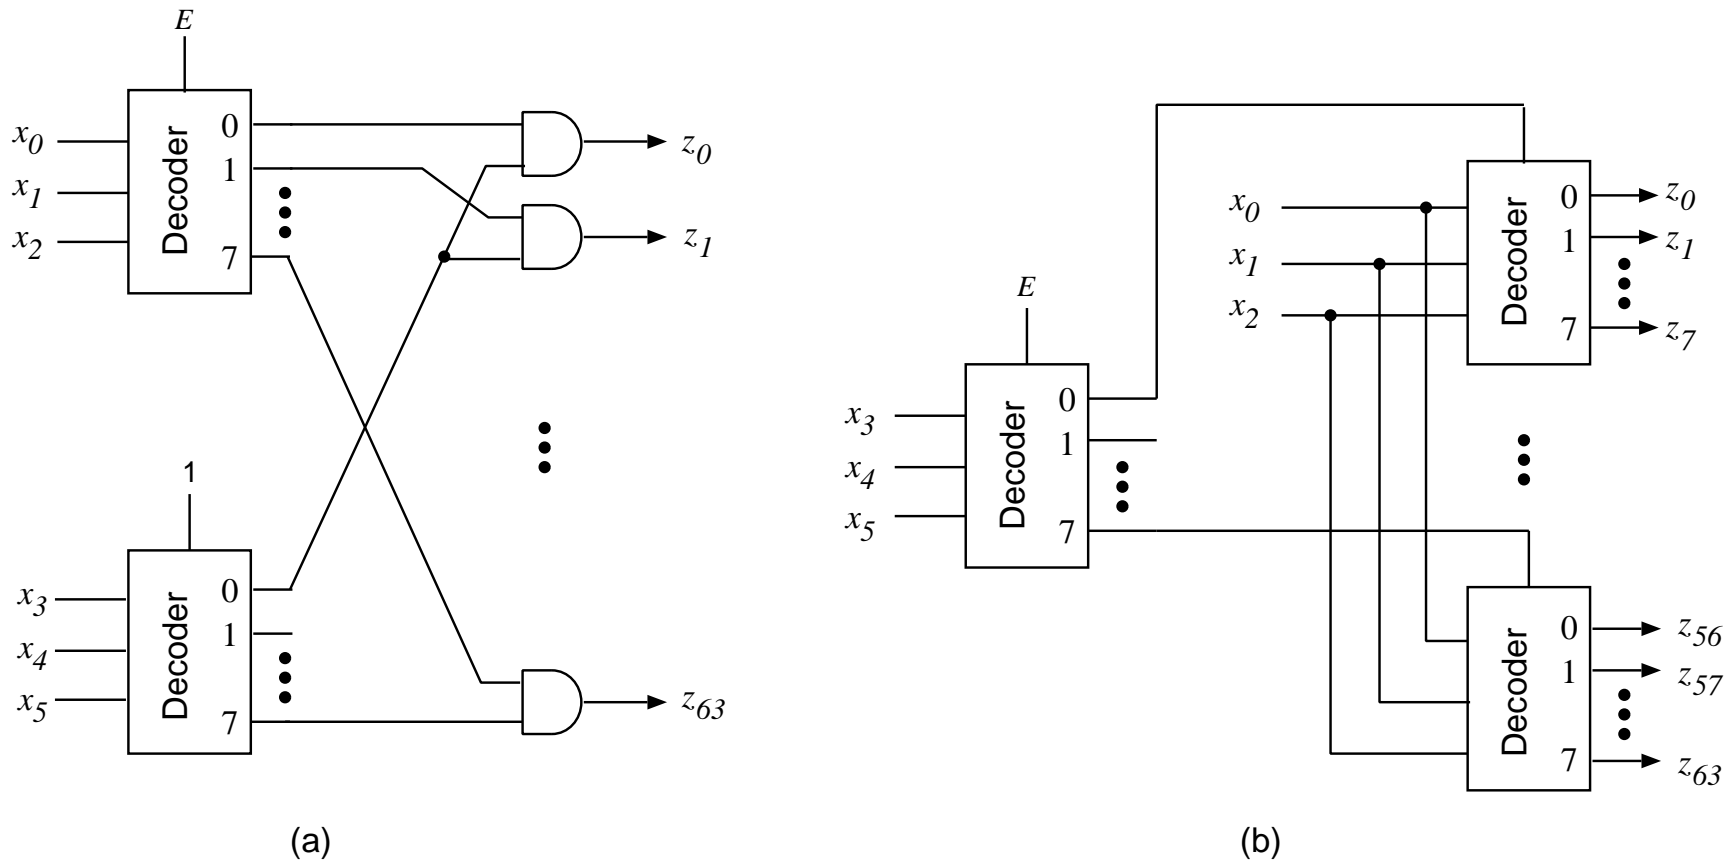 E
x0
x1
x2
Decoder
0
1
7
z0
z1
1
x3
x4
x5
Decoder
0
1
7
z63
(a)
E
x3
x4
x5
Decoder
0
1
7
x0
x1
x2
Decoder
0
1
7
z0
z1
z7
Decoder
0
1
7
z56
z57
z63
(b)